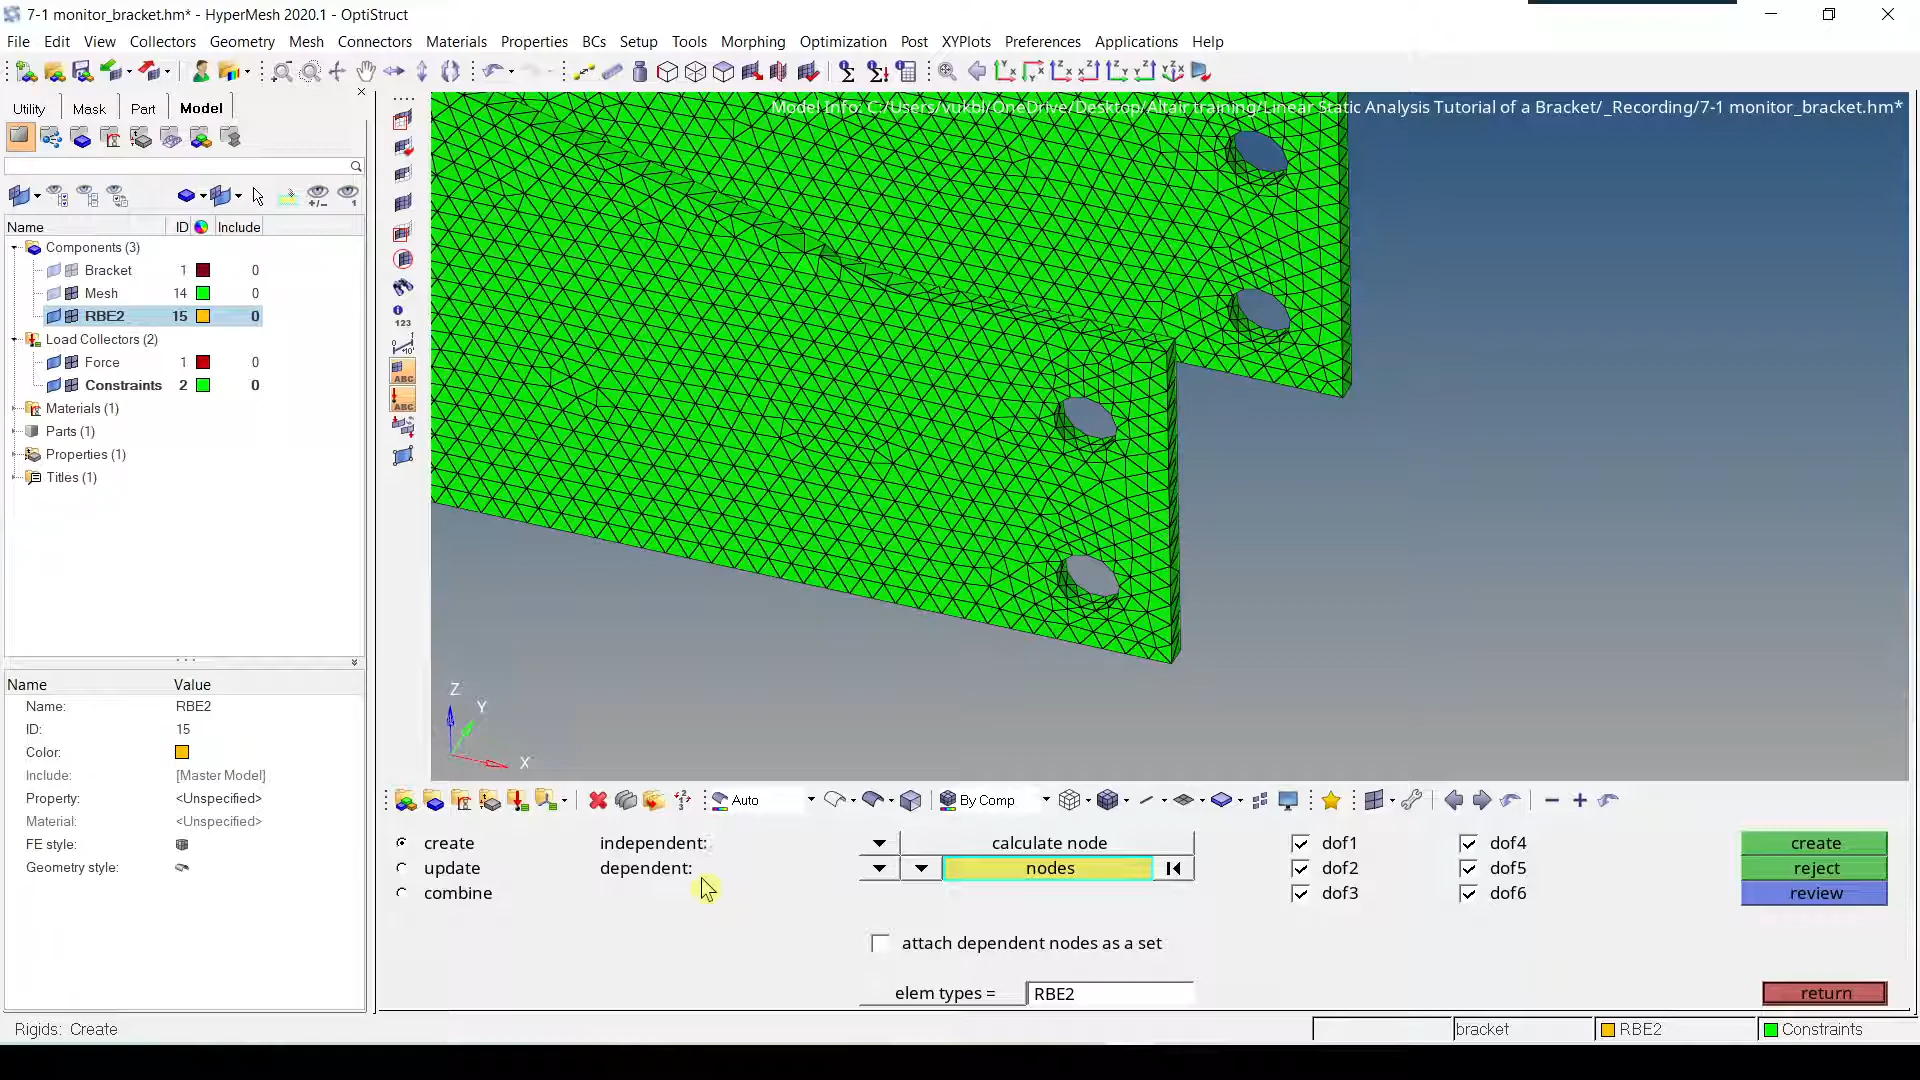 7-1 monitor_bracket.hm* - HyperMesh 2020.1 - OptiStruct
File Edit View Collectors Geometry Mesh Connectors Materials Properties BCs Setup Tools Morphing Optimization Post XYPlots Preferences Applications Help
Utility Mask Part Model
Model Info: C:/Users/vukbl/OneDrive/Desktop/Altair training/Linear Static Analysis Tutorial of a Bracket/_Recording/7-1 monitor_bracket.hm*
Name ID Include
Components (3)
Bracket 1 0
Mesh 14 0
RBE2 15 0
Load Collectors (2)
Force 1 0
Constraints 2 0
Materials (1)
Parts (1)
Properties (1)
Titles (1)
123
ABC
ABC
Name Value
Name: RBE2
ID: 15
Color:
Include: [Master Model]
Property: <Unspecified>
Material: <Unspecified>
FE style:
Geometry style:
Z
Y
X
Auto By Comp
create independent: calculate node dof1 dof4 create
update dependent: nodes dof2 dof5 reject
combine dof3 dof6 review
attach dependent nodes as a set
elem types = RBE2 return
Rigids: Create bracket RBE2 Constraints